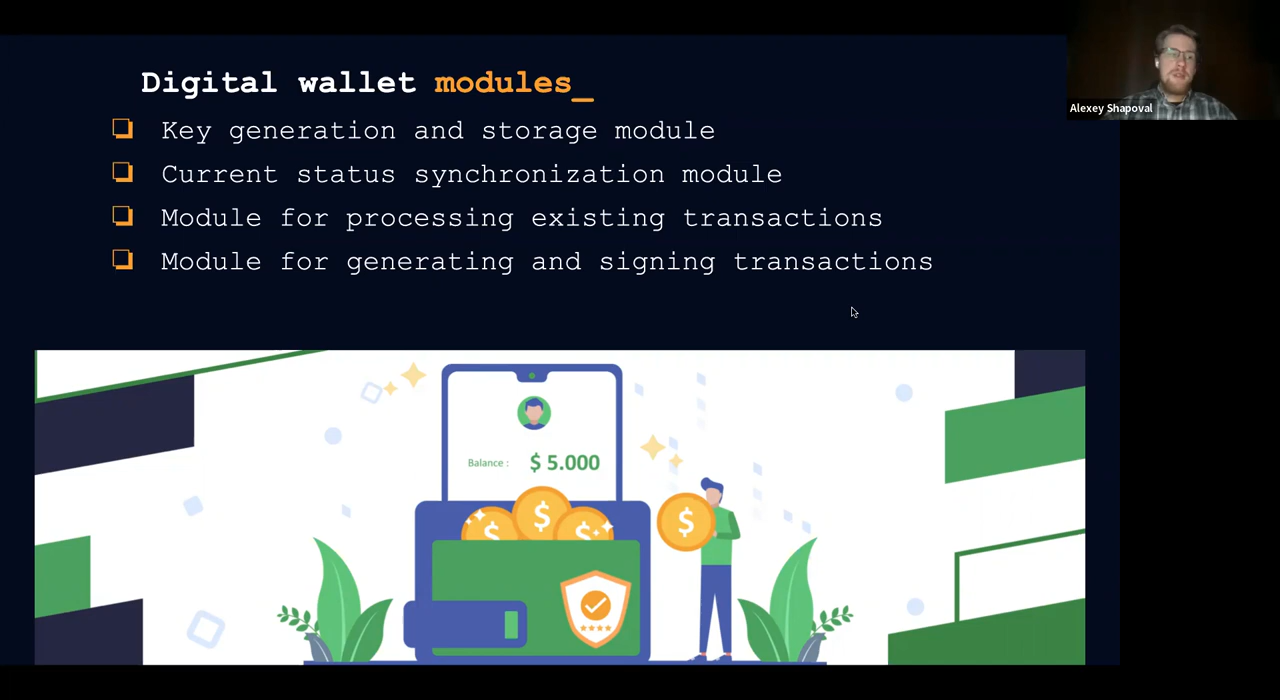 Digital wallet modules_
Alexey Shapoval
Key generation and storage module
Current status synchronization module
Module for processing existing transactions
Module for generating and signing transactions
Balance : $ 5.000
$
$
$
$